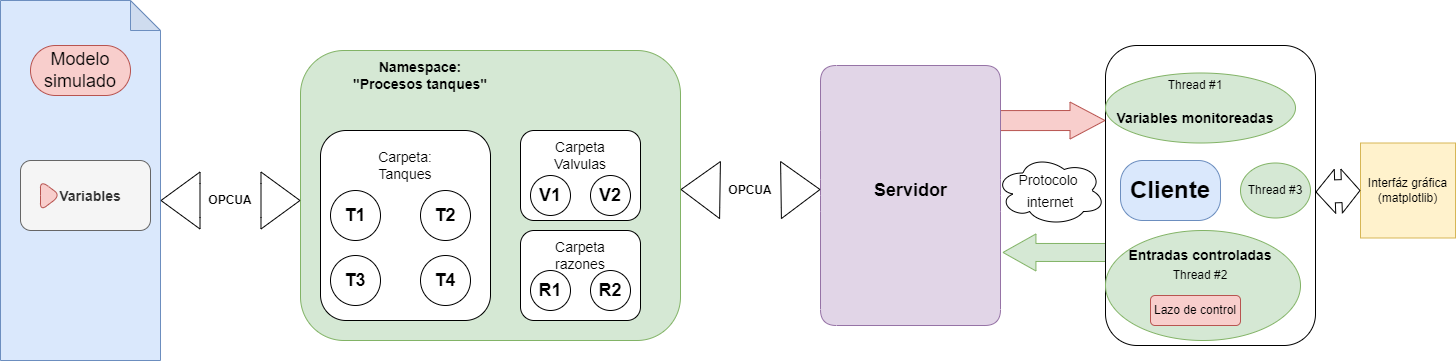 Modelo
simulado
Variables
OPCUA
Namespace:
"Procesos tanques"
Carpeta:
Tanques
T1
T2
T3
T4
Carpeta
Valvulas
V1
V2
Carpeta
razones
R1
R2
OPCUA
Servidor
Protocolo
internet
Thread #1
Variables monitoreadas
Cliente
Thread #3
Entradas controladas
Thread #2
Lazo de control
Interfáz gráfica
(matplotlib)